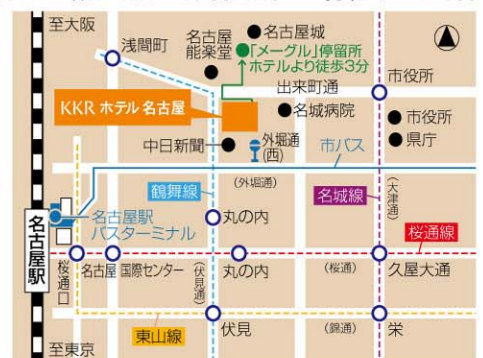 至大阪
浅間町
名古屋
能楽堂
名古屋城
「メーグル」停留所
ホテルより徒歩3分
市役所
出来町通
KKR ホテル 名古屋
名城病院
市役所
県庁
中日新聞
外堀通
(西)
市バス
鶴舞線
(外堀通)
名城線
(大津通)
名古屋駅
名古屋駅
バスターミナル
丸の内
桜通線
桜通口
名古屋
国際センター
(伏見通)
丸の内
(桜通)
久屋大通
東山線
伏見
(錦通)
栄
至東京